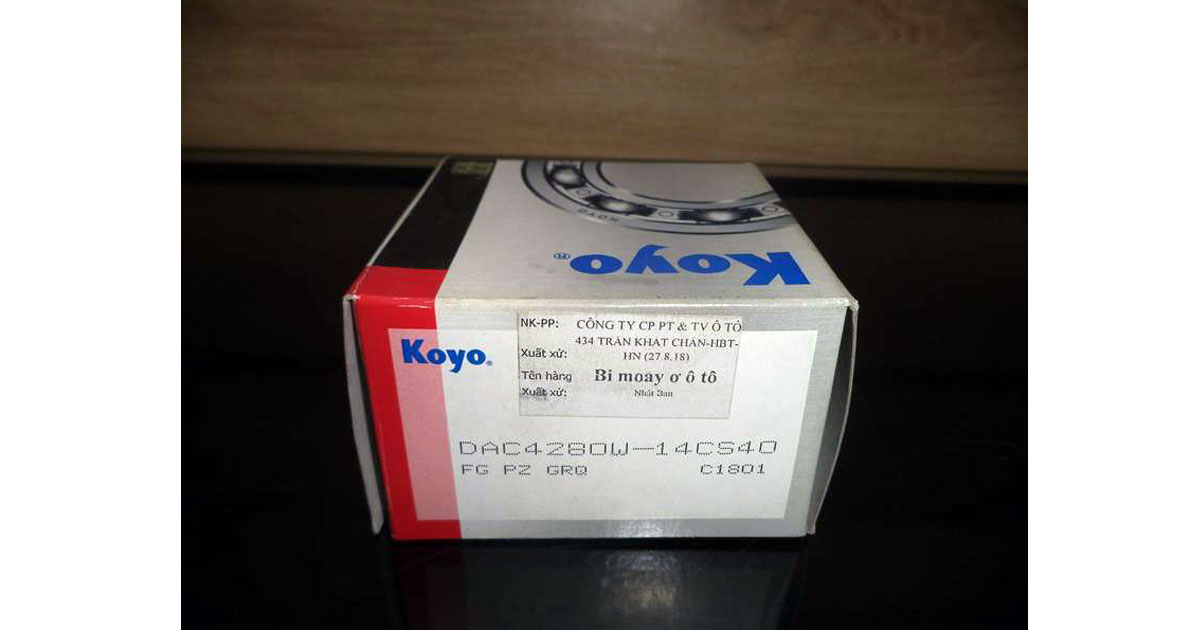 KOYO
Koyo®
Koyo®
NK-PP: CÔNG TY CP PT & TV Ô TÔ
434 TRẦN KHÁT CHÂN-HBT-
Xuất xứ: HN (27.8.18)
Tên hàng Bi moay ơ ô tô
Xuất xứ: Nhật Bản
DAC4280W-14CS40
FG PZ GRQ C1801